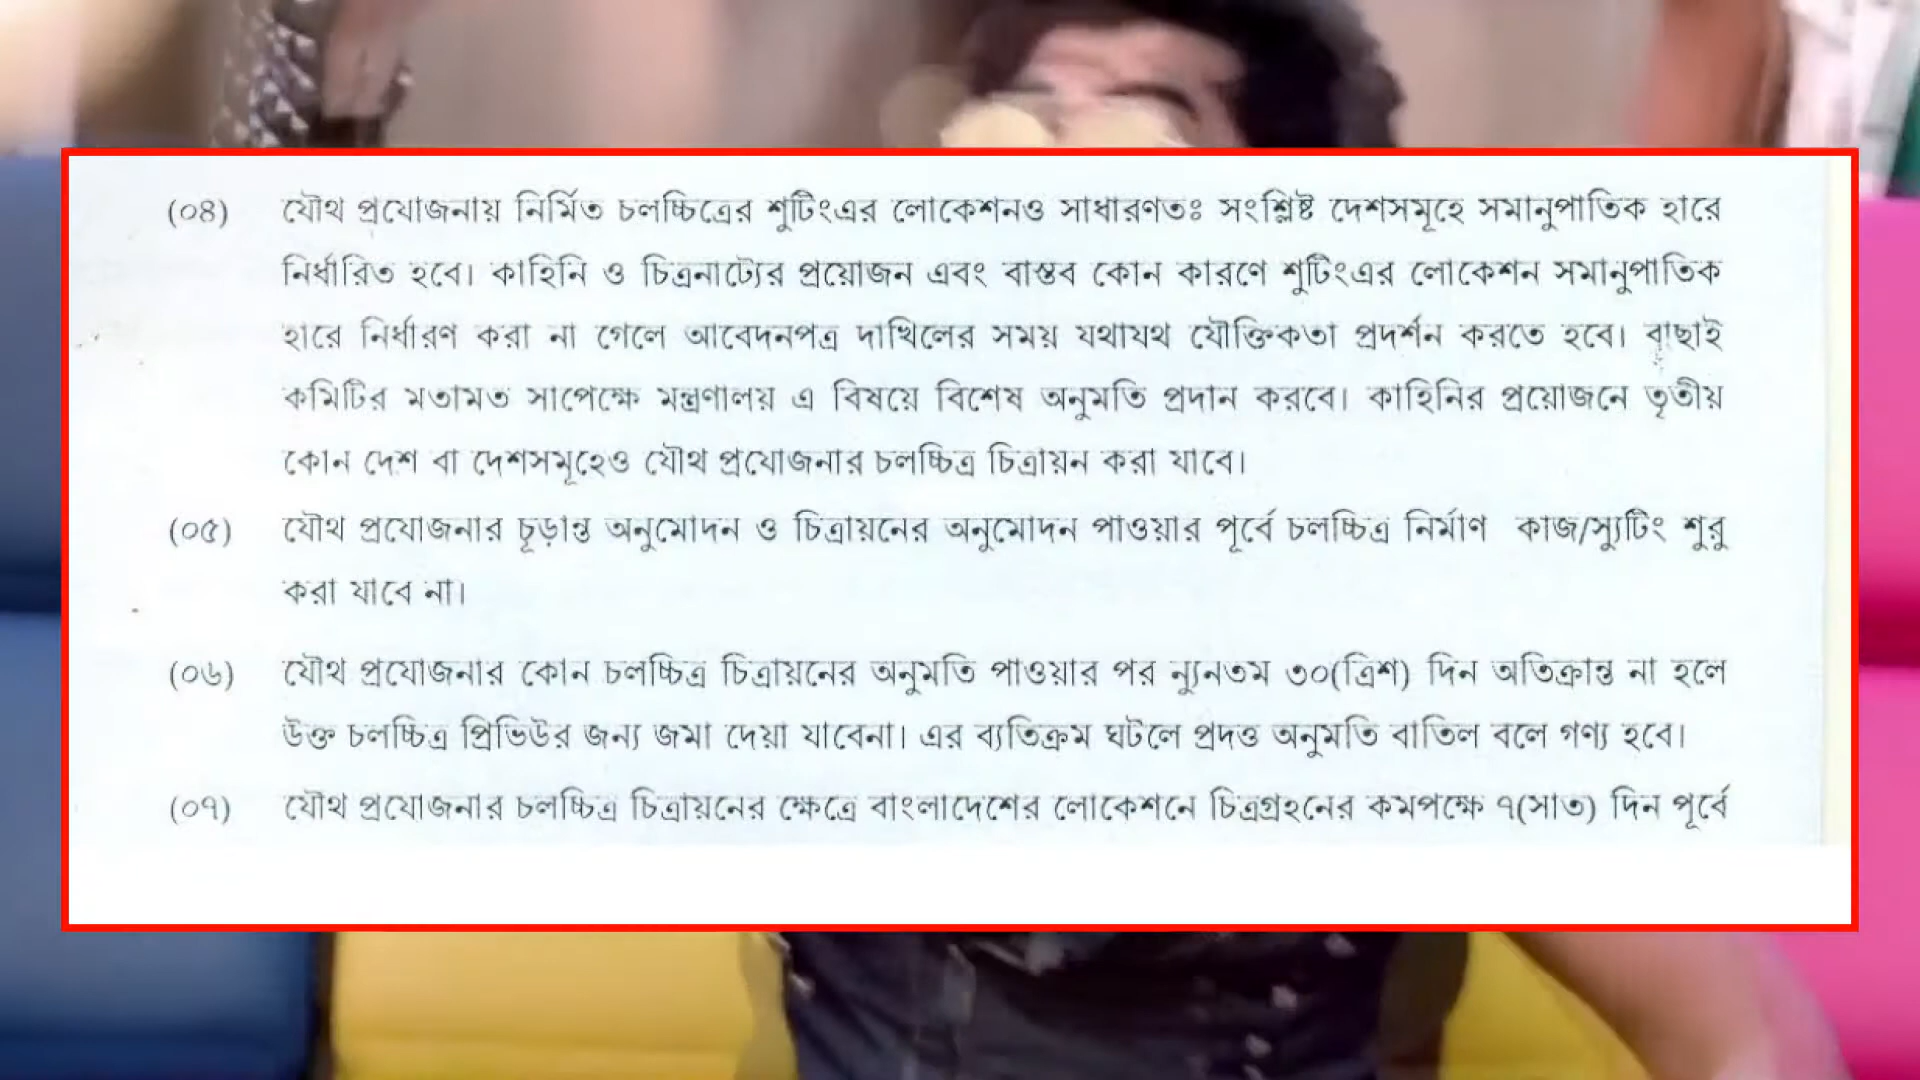 (০৪) যৌথ প্রযোজনায় নির্মিত চলচ্চিত্রের শুটিংএর লোকেশনও সাধারণতঃ সংশ্লিষ্ট দেশসমূহে সমানুপাতিক হারে
নির্ধারিত হবে। কাহিনি ও চিত্রনাট্যের প্রয়োজন এবং বাস্তব কোন কারণে শুটিংএর লোকেশন সমানুপাতিক
হারে নির্ধারণ করা না গেলে আবেদনপত্র দাখিলের সময় যথাযথ যৌক্তিকতা প্রদর্শন করতে হবে। বাছাই
কমিটির মতামত সাপেক্ষে মন্ত্রণালয় এ বিষয়ে বিশেষ অনুমতি প্রদান করবে। কাহিনির প্রয়োজনে তৃতীয়
কোন দেশ বা দেশসমূহেও যৌথ প্রযোজনার চলচ্চিত্র চিত্রায়ন করা যাবে।
(০৫) যৌথ প্রযোজনার চূড়ান্ত অনুমোদন ও চিত্রায়নের অনুমোদন পাওয়ার পূর্বে চলচ্চিত্র নির্মাণ কাজ/স্যুটিং শুরু
করা যাবে না।
(০৬) যৌথ প্রযোজনার কোন চলচ্চিত্র চিত্রায়নের অনুমতি পাওয়ার পর ন্যুনতম ৩০(ত্রিশ) দিন অতিক্রান্ত না হলে
উক্ত চলচ্চিত্র প্রিভিউর জন্য জমা দেয়া যাবেনা। এর ব্যতিক্রম ঘটলে প্রদত্ত অনুমতি বাতিল বলে গণ্য হবে।
(০৭) যৌথ প্রযোজনার চলচ্চিত্র চিত্রায়নের ক্ষেত্রে বাংলাদেশের লোকেশনে চিত্রগ্রহনের কমপক্ষে ৭(সাত) দিন পূর্বে